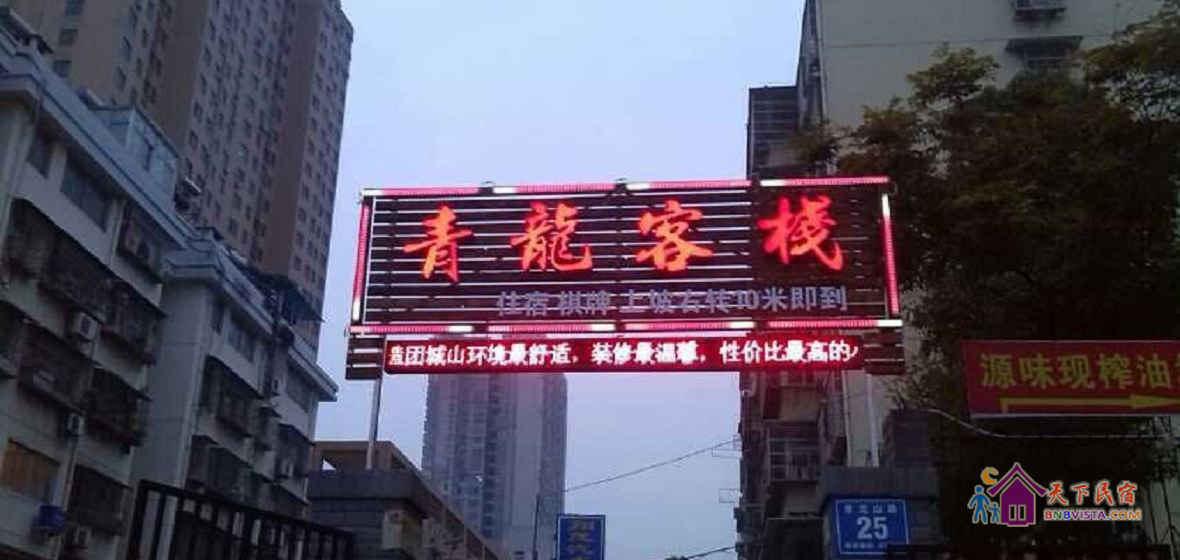 青龍客棧
住宿 棋牌 上坡右转10米即到
造团城山环境最舒适，装修最温馨，性价比最高的
源味现榨油
25
天下民宿
BNBVISTA.COM